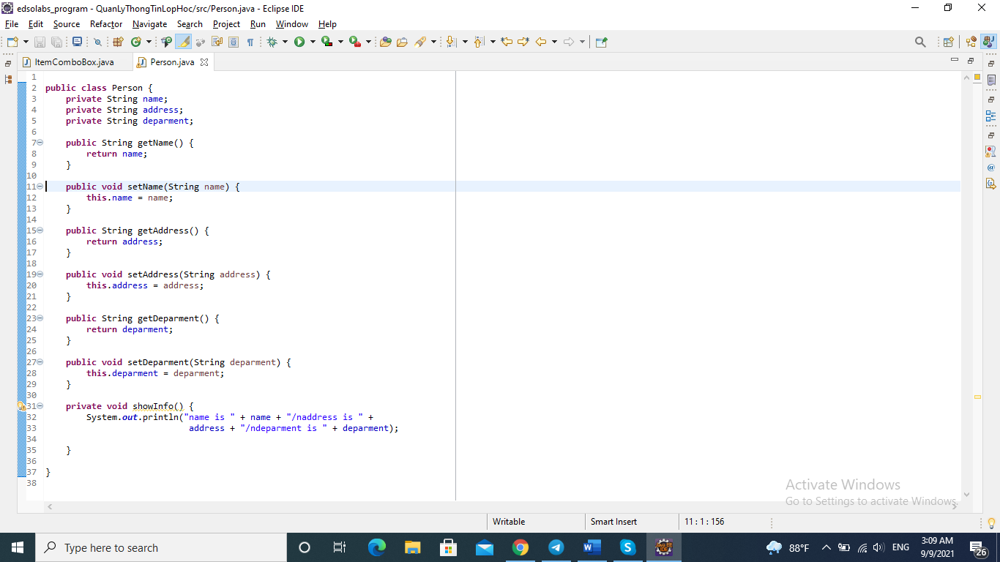 edsolabs_program - QuanLyThongTinLopHoc/src/Person.java - Eclipse IDE
File Edit Source Refactor Navigate Search Project Run Window Help
ItemComboBox.java Person.java
1
2 public class Person {
3 private String name;
4 private String address;
5 private String deparment;
6
7 public String getName() {
8 return name;
9 }
10
11 public void setName(String name) {
12 this.name = name;
13 }
14
15 public String getAddress() {
16 return address;
17 }
18
19 public void setAddress(String address) {
20 this.address = address;
21 }
22
23 public String getDeparment() {
24 return deparment;
25 }
26
27 public void setDeparment(String deparment) {
28 this.deparment = deparment;
29 }
30
31 private void showInfo() {
32 System.out.println("name is " + name + "/naddress is " +
33 address + "/ndeparment is " + deparment);
34
35 }
36
37 }
38
Activate Windows
Go to Settings to activate Windows.
Writable Smart Insert 11 : 1 : 156
Type here to search
88°F ENG
3:09 AM
9/9/2021
26